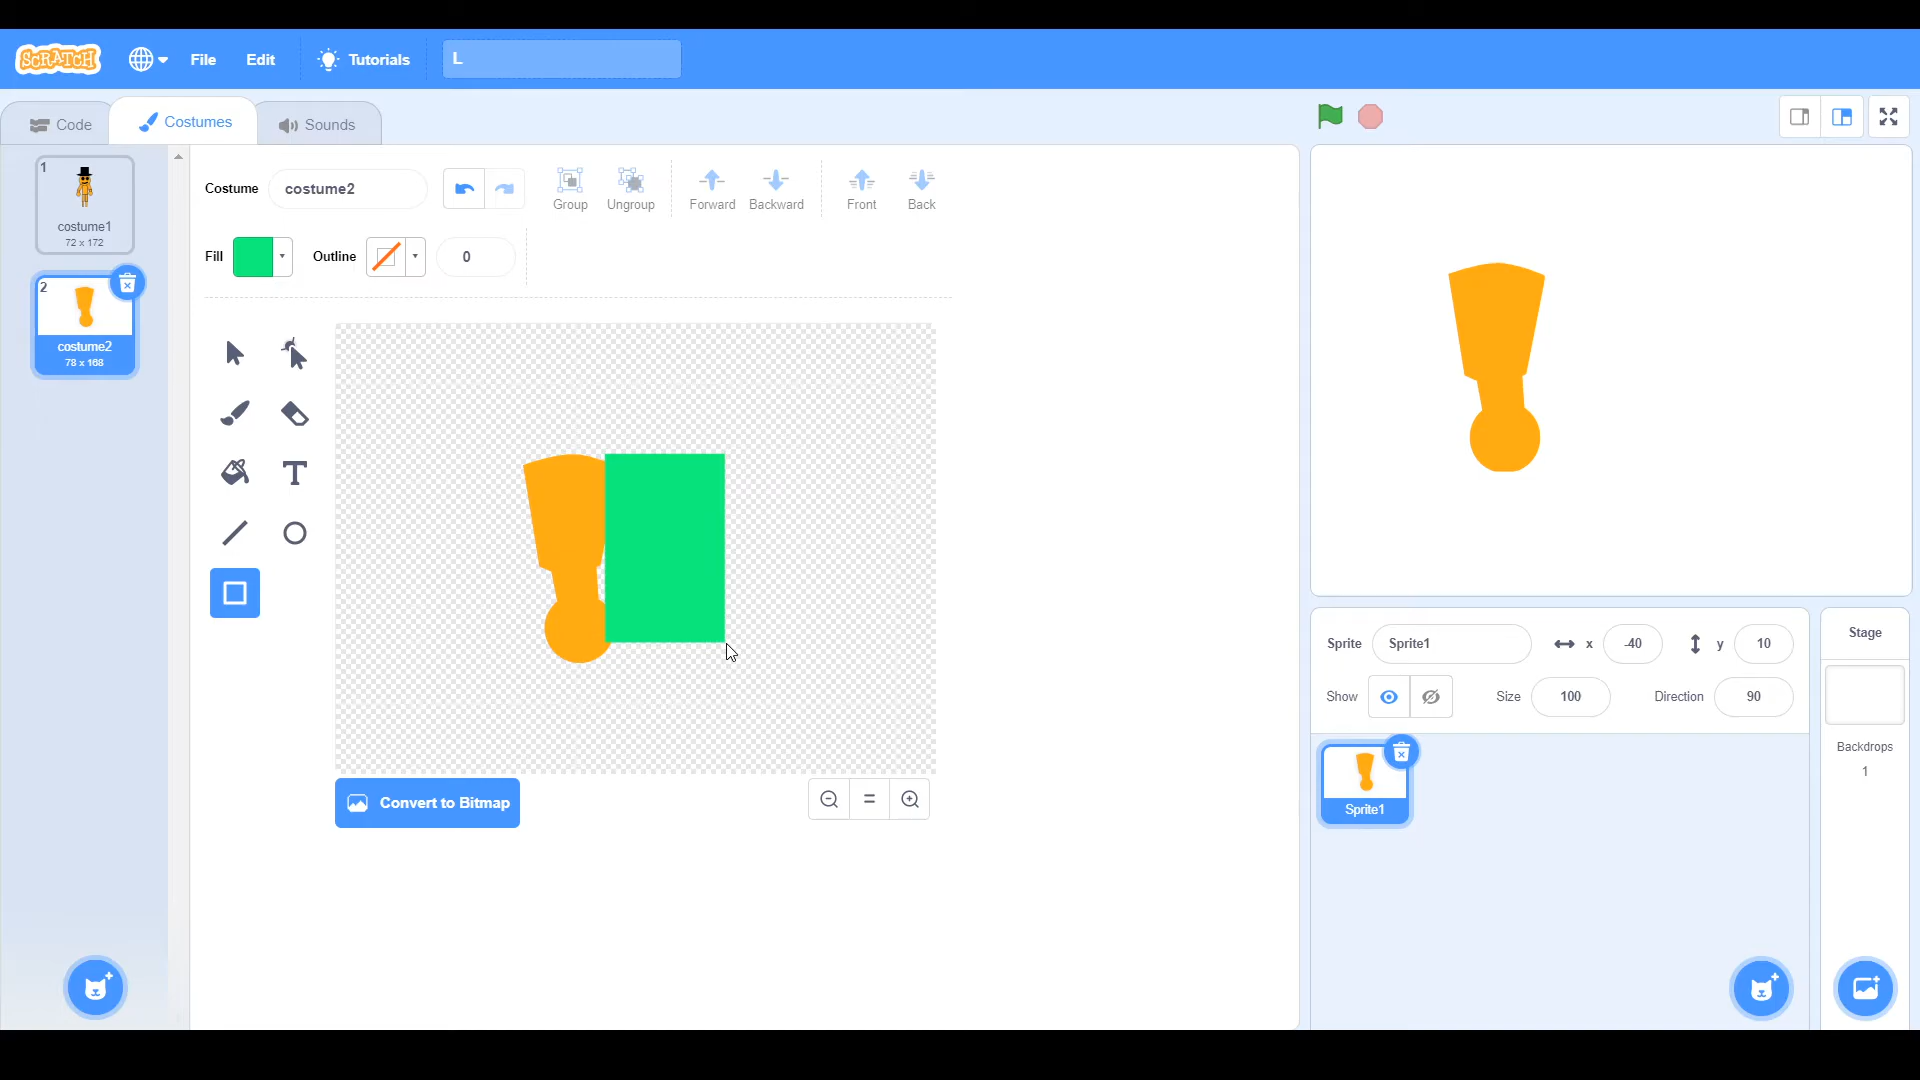 SCRATCH
File
Edit
Tutorials
L
Code
Costumes
Sounds
1
costume1
72 x 172
2
costume2
78 x 168
Costume
costume2
Group
Ungroup
Forward
Backward
Front
Back
Fill
Outline
0
T
Convert to Bitmap
Sprite
Sprite1
x
-40
y
10
Show
Size
100
Direction
90
Sprite1
Stage
Backdrops
1